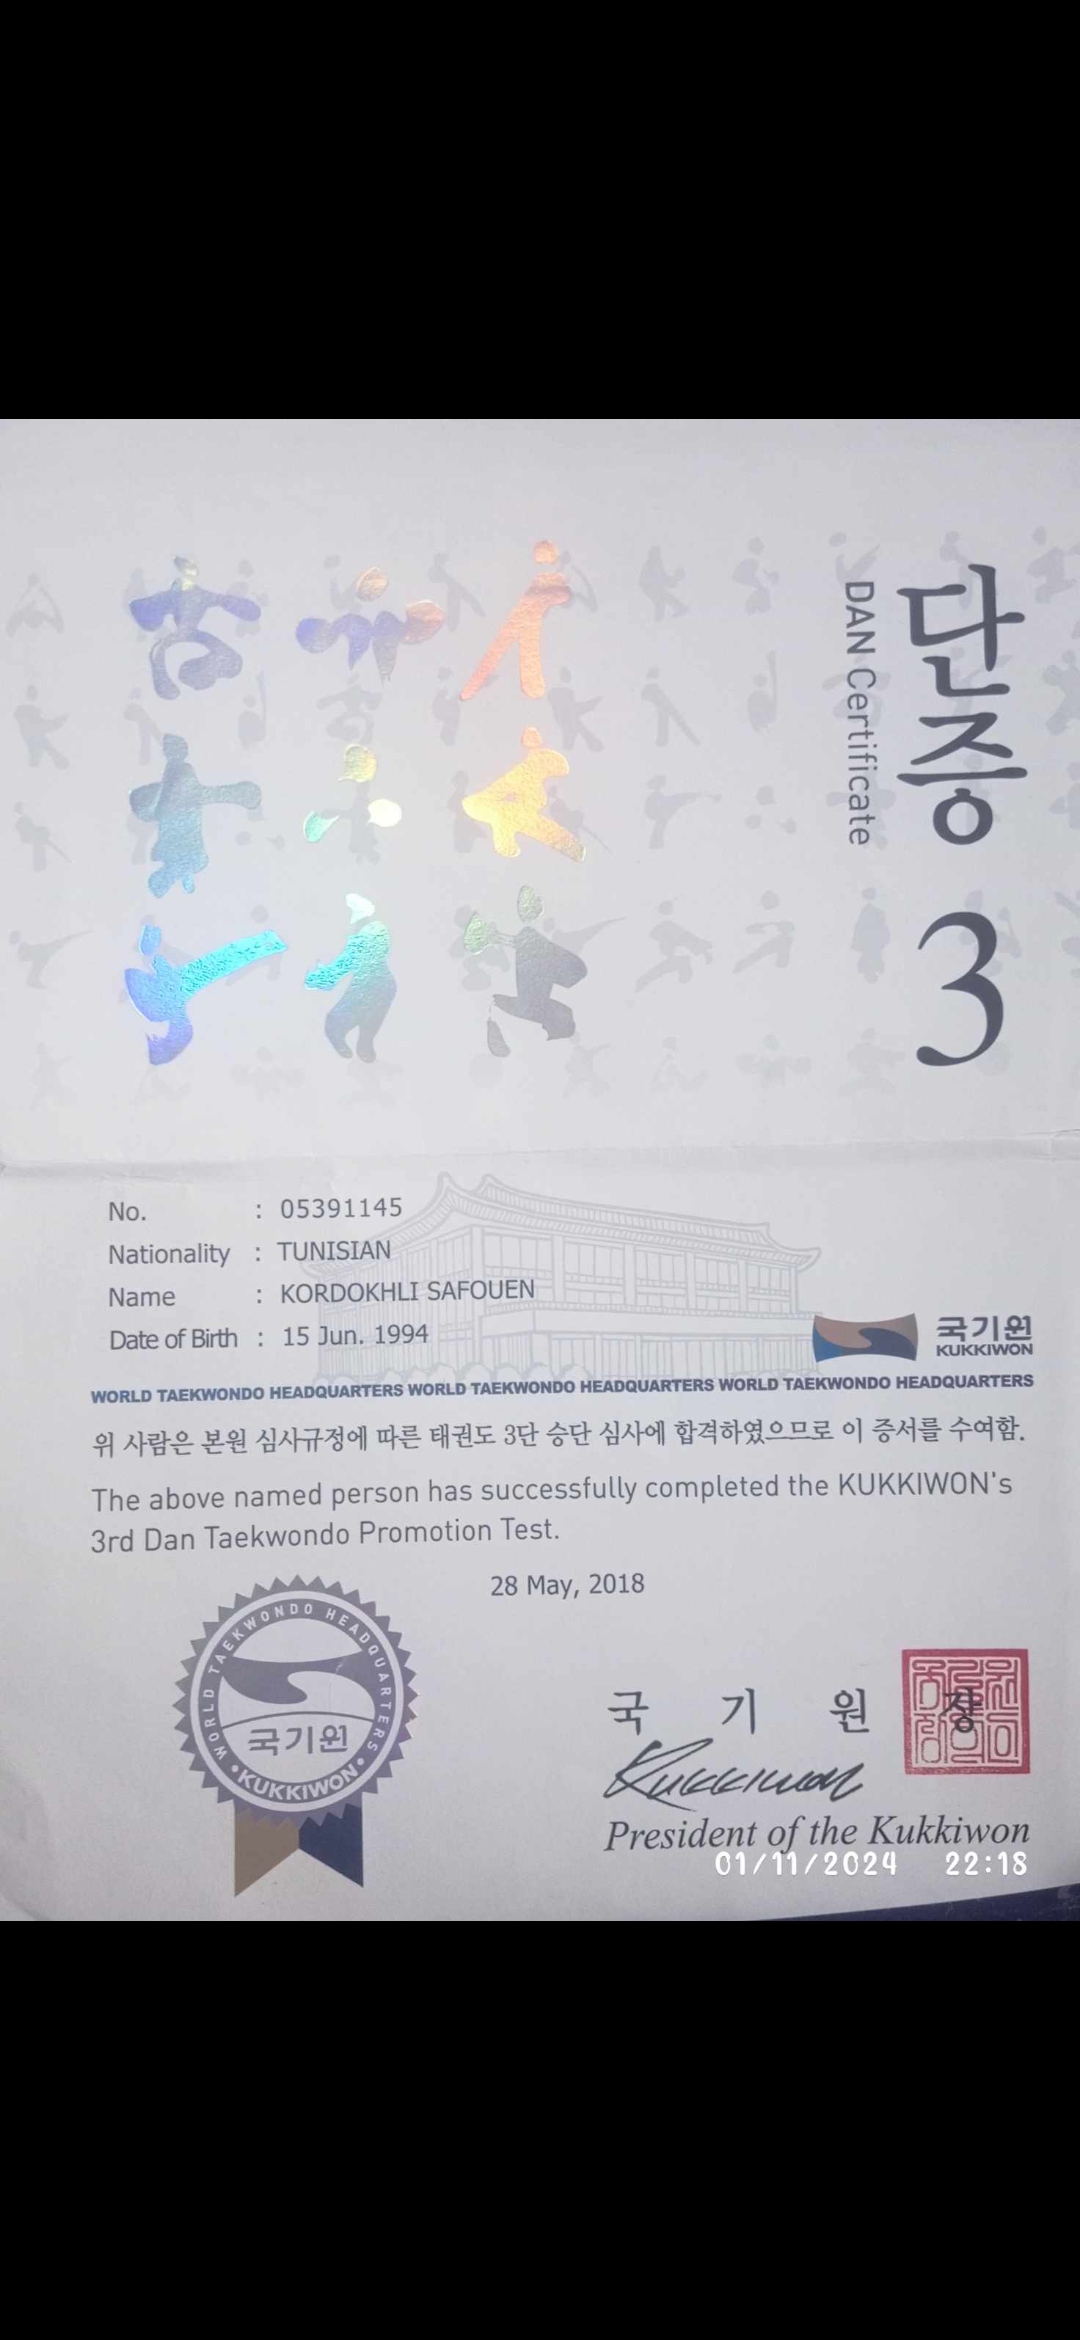 단증 3
DAN Certificate
No. : 05391145
Nationality : TUNISIAN
Name : KORDOKHLI SAFOUEN
Date of Birth : 15 Jun. 1994
국기원
KUKKIWON
WORLD TAEKWONDO HEADQUARTERS WORLD TAEKWONDO HEADQUARTERS WORLD TAEKWONDO HEADQUARTERS
위 사람은 본원 심사규정에 따른 태권도 3단 승단 심사에 합격하였으므로 이 증서를 수여함.
The above named person has successfully completed the KUKKIWON's
3rd Dan Taekwondo Promotion Test.
28 May, 2018
WORLD TAEKWONDO HEADQUARTERS
국기원
•KUKKIWON•
국 기 원 장
Kukkiwon
President of the Kukkiwon
01/11/2024 22:18